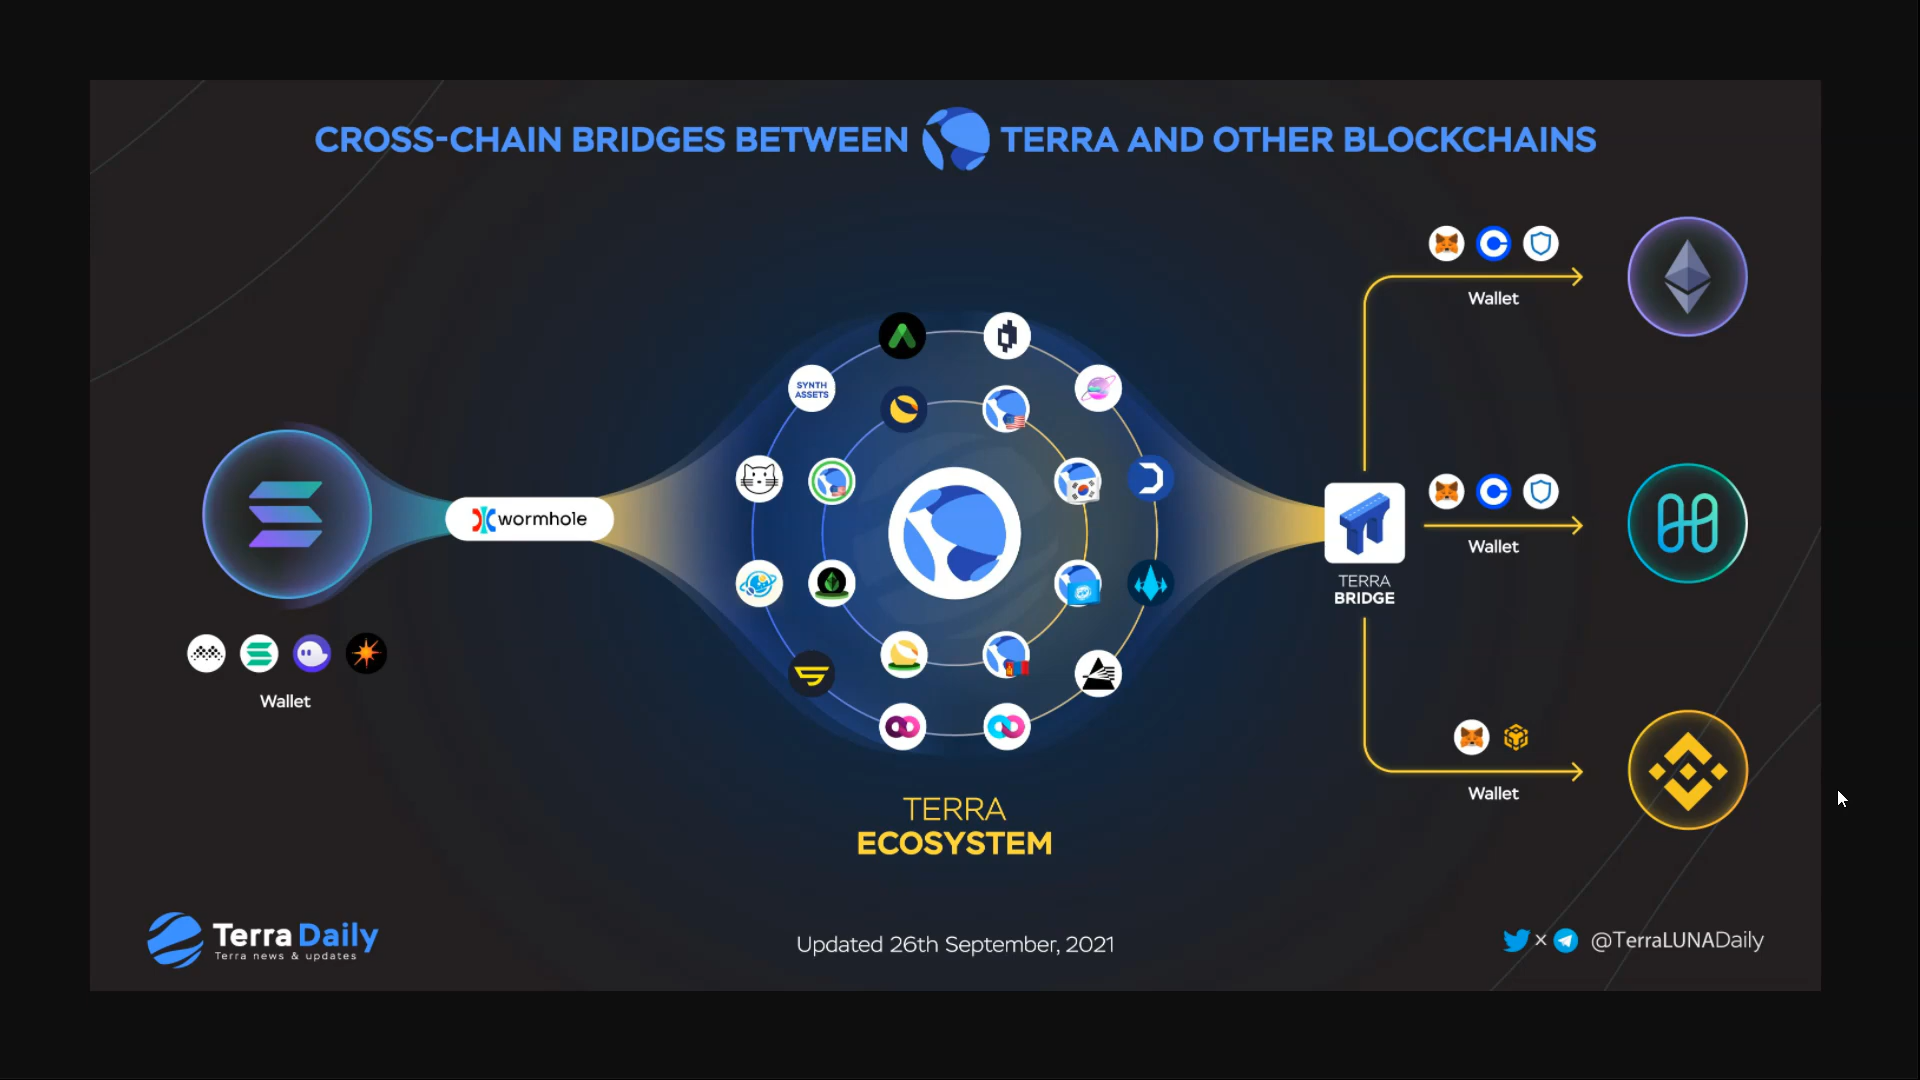 CROSS-CHAIN BRIDGES BETWEEN TERRA AND OTHER BLOCKCHAINS
Wallet
SYNTH
ASSETS
wormhole
Wallet
TERRA
BRIDGE
Wallet
Wallet
TERRA
ECOSYSTEM
Terra Daily
Terra news & updates
Updated 26th September, 2021
x @TerraLUNADaily